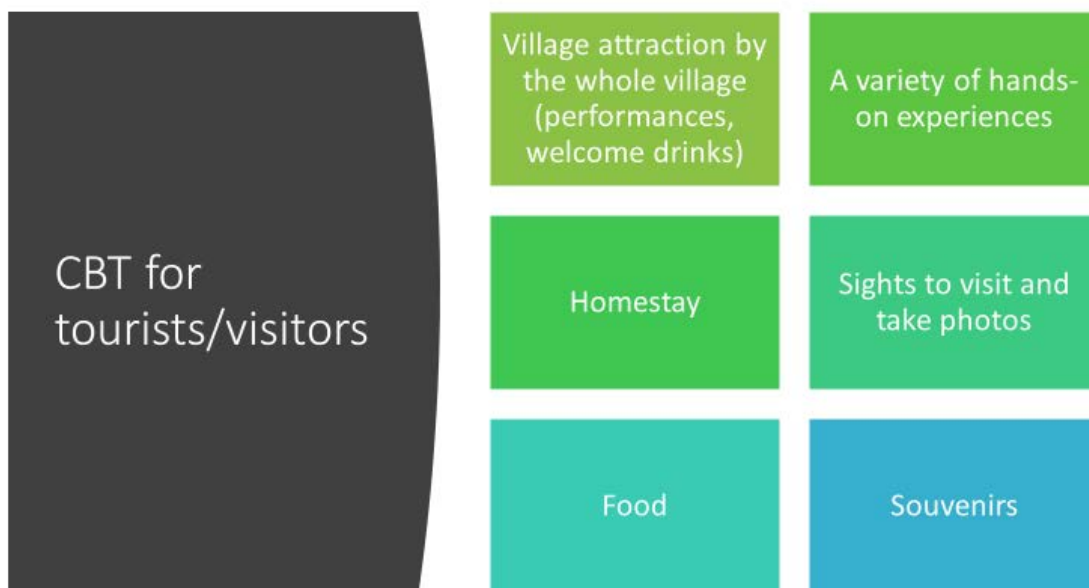 CBT for
tourists/visitors
Village attraction by
the whole village
(performances,
welcome drinks)
A variety of hands-
on experiences
Homestay
Sights to visit and
take photos
Food
Souvenirs